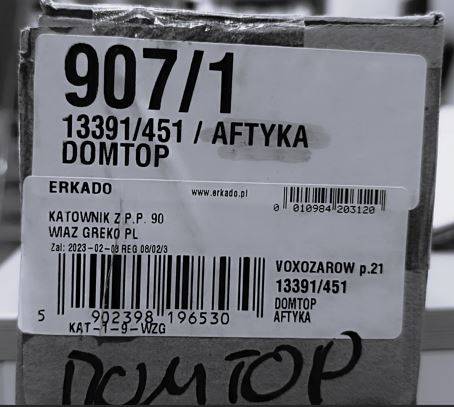 907/1
13391/451 / AFTYKA
DOMTOP
ERKADO www.erkado.pl
0 010984 203120
KATOWNIK Z P.P. 90
WIAZ GREKO PL
Zal: 2023-02-08 REG 08/02/3
VOXOZAROW p.21
13391/451
DOMTOP
AFTYKA
5 902398 196530
KAT-1-9-WZG
DOMTOP